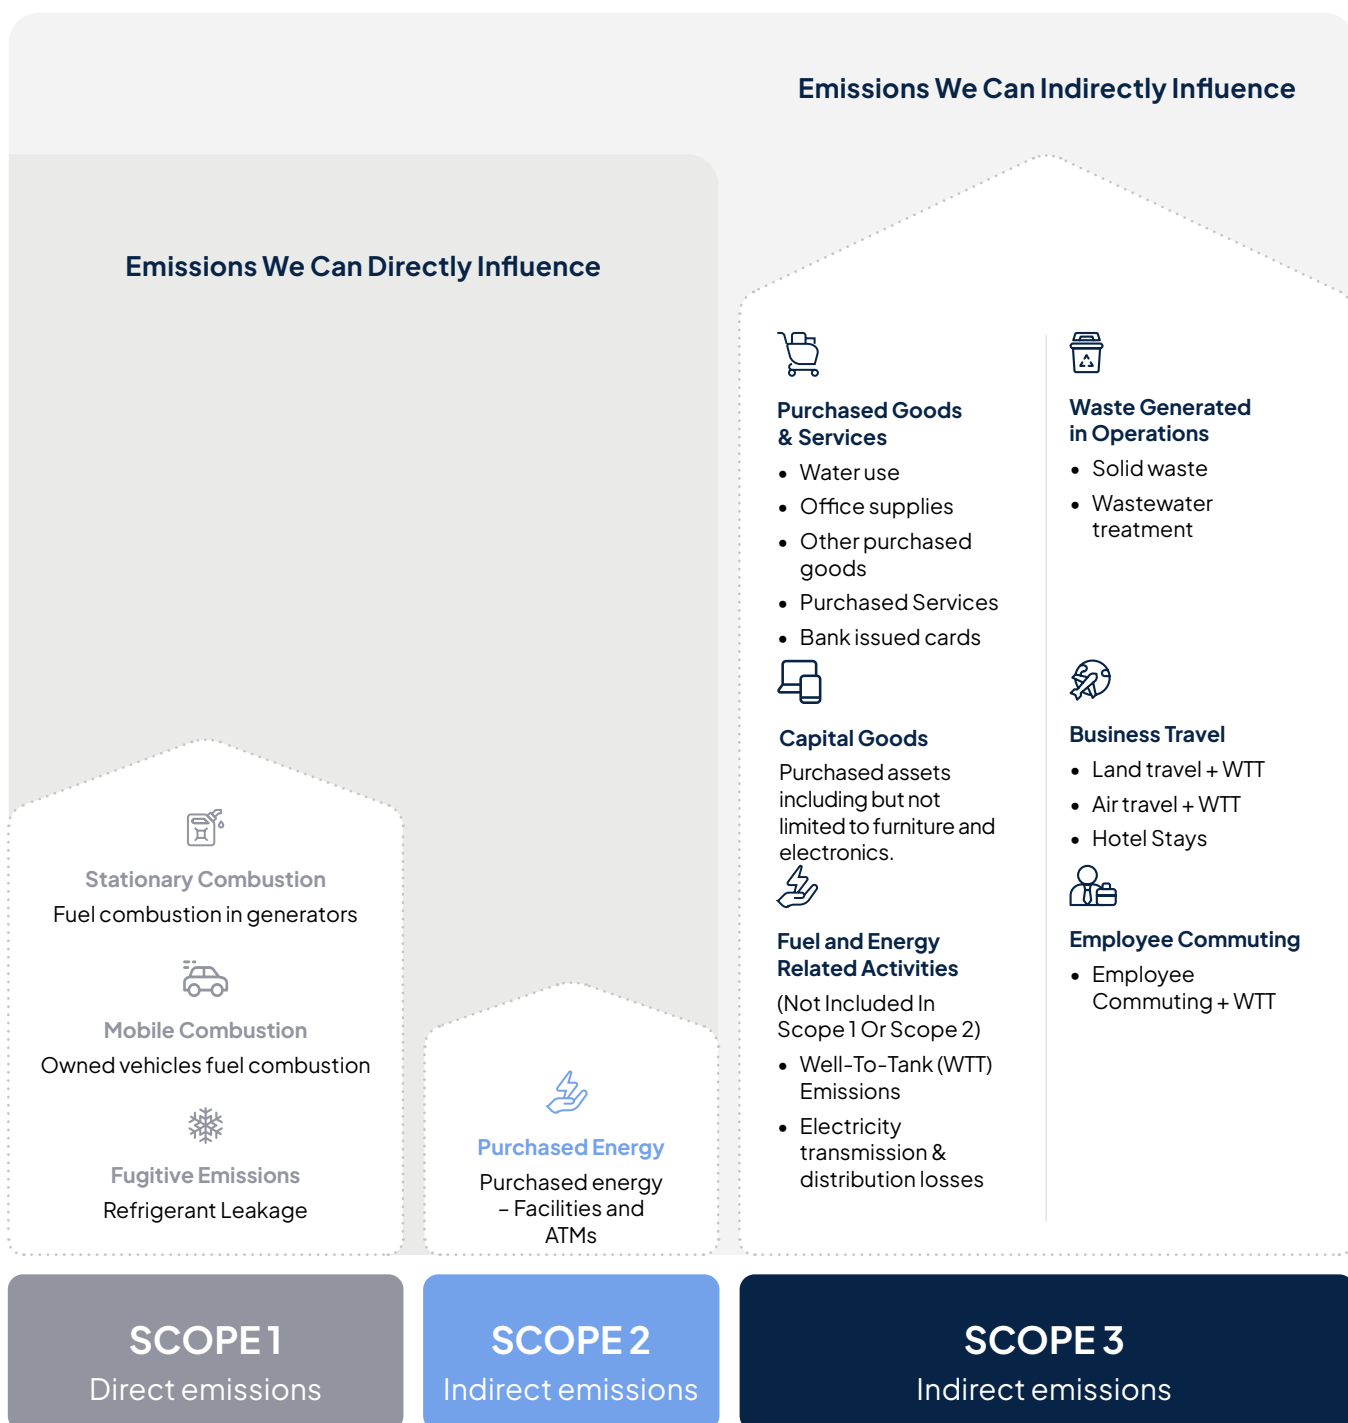 Emissions We Can Indirectly Influence
Emissions We Can Directly Influence
Stationary Combustion
Fuel combustion in generators
Mobile Combustion
Owned vehicles fuel combustion
Fugitive Emissions
Refrigerant Leakage
Purchased Energy
Purchased energy
– Facilities and
ATMs
Purchased Goods
& Services
• Water use
• Office supplies
• Other purchased
goods
• Purchased Services
• Bank issued cards
Capital Goods
Purchased assets
including but not
limited to furniture and
electronics.
Fuel and Energy
Related Activities
(Not Included In
Scope 1 Or Scope 2)
• Well-To-Tank (WTT)
Emissions
• Electricity
transmission &
distribution losses
Waste Generated
in Operations
• Solid waste
• Wastewater
treatment
Business Travel
• Land travel + WTT
• Air travel + WTT
• Hotel Stays
Employee Commuting
• Employee
Commuting + WTT
SCOPE 1
Direct emissions
SCOPE 2
Indirect emissions
SCOPE 3
Indirect emissions